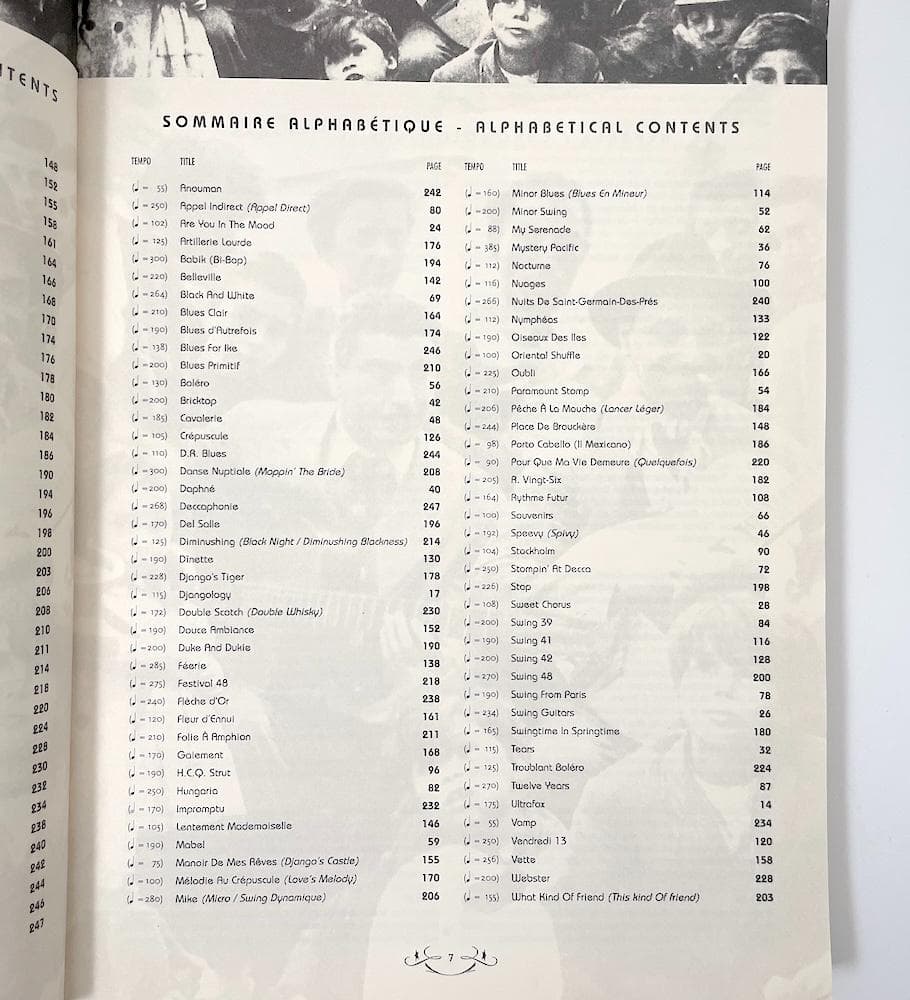 NTENTS
148
152
155
158
161
164
166
168
170
174
176
178
180
182
184
186
190
194
196
198
200
203
206
208
210
211
214
218
220
224
228
230
232
234
238
240
242
244
246
247
SOMMAIRE ALPHABÉTIQUE - ALPHABETICAL CONTENTS
TEMPO TITLE PAGE
(♩= 55) Anouman 242
(♩=250) Appel Indirect (Appel Direct) 80
(♩=102) Are You In The Mood 24
(♩= 125) Artillerie Lourde 176
(♩=300) Babik (Bi-Bop) 194
(♩=220) Belleville 142
(♩=264) Black And White 69
(♩=210) Blues Clair 164
(♩=190) Blues d'Autrefois 174
(♩=138) Blues For Ike 246
(♩=200) Blues Primitif 210
(♩=130) Boléro 56
(♩=200) Bricktop 42
(♩=185) Cavalerie 48
(♩=105) Crépuscule 126
(♩=110) D.R. Blues 244
(♩=300) Danse Nuptiale (Moppin' The Bride) 208
(♩=200) Daphné 40
(♩=268) Deccaphonie 247
(♩=170) Del Salle 196
(♩= 125) Diminushing (Black Night / Diminushing Blackness) 214
(♩=190) Dinette 130
(♩=228) Django's Tiger 178
(♩= 115) Djangology 17
(♩= 172) Double Scotch (Double Whisky) 230
(♩=190) Douce Ambiance 152
(♩=200) Duke And Dukie 190
(♩= 285) Féerie 138
(♩= 275) Festival 48 218
(♩=240) Flèche d'Or 238
(♩= 120) Fleur d'Ennui 161
(♩= 210) Folie À Amphion 211
(♩=170) Gaiement 168
(♩=190) H.C.Q. Strut 96
(♩=250) Hungaria 82
(♩= 170) Impromptu 232
(♩=105) Lentement Mademoiselle 146
(♩=190) Mabel 59
(♩= 75) Manoir De Mes Rêves (Django's Castle) 155
(♩=100) Mélodie Au Crépuscule (Love's Melody) 170
(♩=280) Mike (Micro / Swing Dynamique) 206
TEMPO TITLE PAGE
(♩=160) Minor Blues (Blues En Mineur) 114
(♩=200) Minor Swing 52
(♩= 88) My Serenade 62
(♩= 385) Mystery Pacific 36
(♩= 112) Nocturne 76
(♩= 116) Nuages 100
(♩=266) Nuits De Saint-Germain-Des-Prés 240
(♩= 112) Nymphéas 133
(♩=190) Oiseaux Des Iles 122
(♩=100) Oriental Shuffle 20
(♩= 225) Oubli 166
(♩=210) Paramount Stomp 54
(♩=206) Pêche À La Mouche (Lancer Léger) 184
(♩=244) Place De Brouckère 148
(♩= 98) Porto Cabello (Il Mexicano) 186
(♩= 90) Pour Que Ma Vie Demeure (Quelquefois) 220
(♩=205) R. Vingt-Six 182
(♩=164) Rythme Futur 108
(♩=100) Souvenirs 66
(♩=192) Speevy (Spivy) 46
(♩=104) Stockholm 90
(♩=250) Stompin' At Decca 72
(♩=226) Stop 198
(♩=108) Sweet Chorus 28
(♩=200) Swing 39 84
(♩=190) Swing 41 116
(♩=200) Swing 42 128
(♩=270) Swing 48 200
(♩=190) Swing From Paris 78
(♩=234) Swing Guitars 26
(♩= 165) Swingtime In Springtime 180
(♩= 115) Tears 32
(♩= 125) Troublant Boléro 224
(♩=270) Twelve Years 87
(♩= 175) Ultrafox 14
(♩= 55) Vamp 234
(♩=250) Vendredi 13 120
(♩= 256) Vette 158
(♩=200) Webster 228
(♩= 155) What Kind Of Friend (This kind Of friend) 203
7